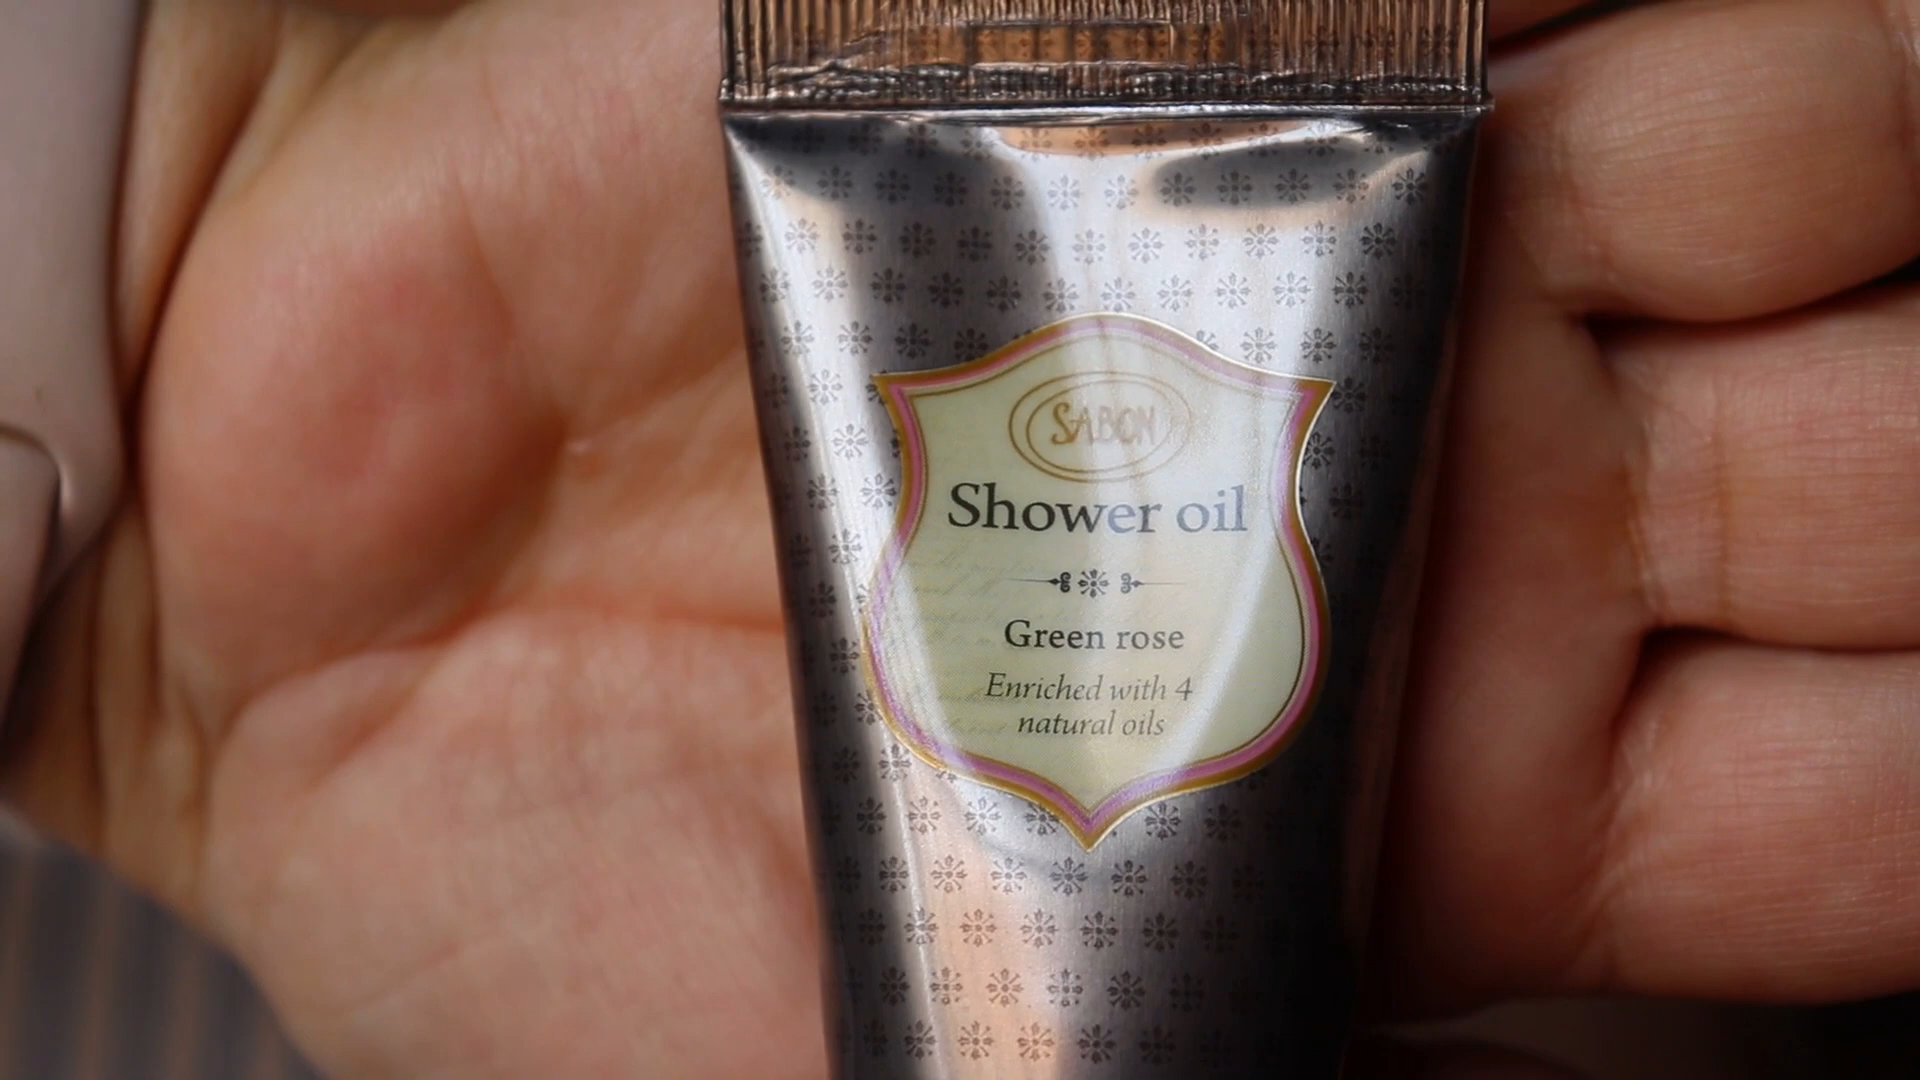 SABON
Shower oil
Green rose
Enriched with 4
natural oils